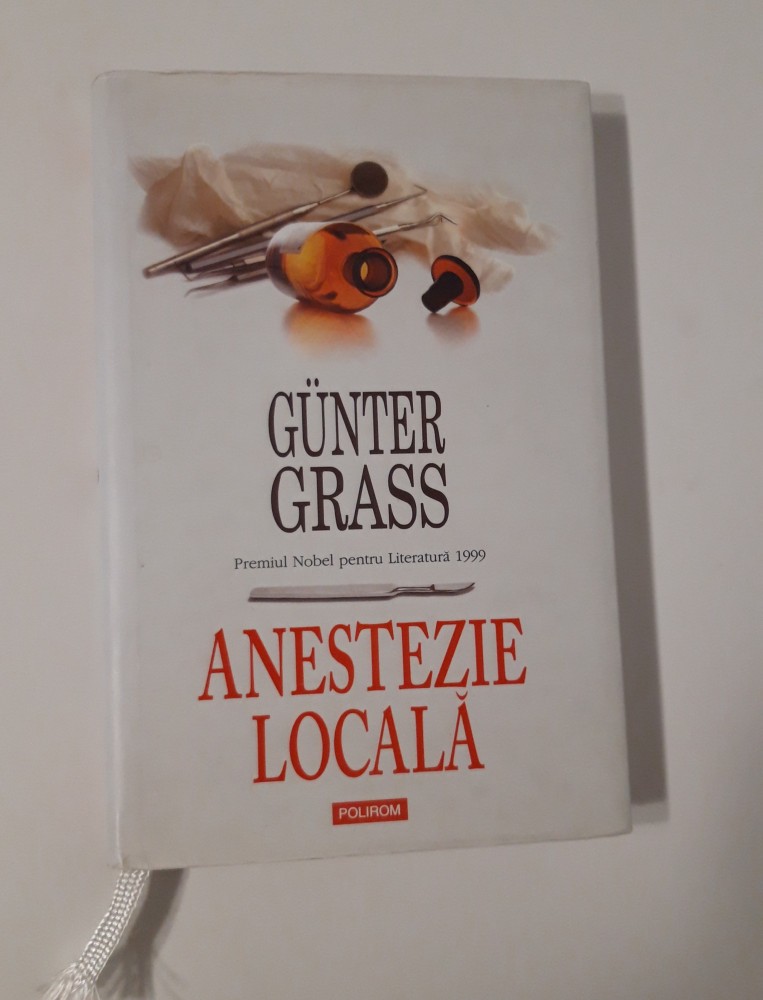 GÜNTER
GRASS
Premiul Nobel pentru Literatură 1999
ANESTEZIE
LOCALĂ
POLIROM